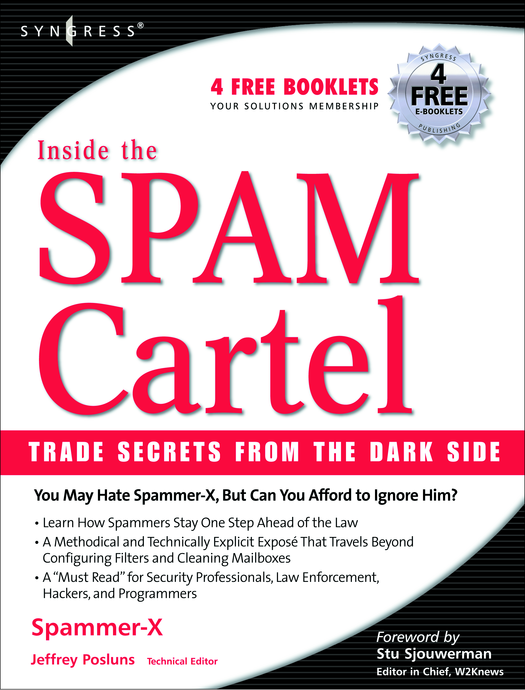 SYNGRESS®
4 FREE BOOKLETS
YOUR SOLUTIONS MEMBERSHIP
SYNGRESS
4
FREE
E-BOOKLETS
PUBLISHING
Inside the
SPAM
Cartel
TRADE SECRETS FROM THE DARK SIDE
You May Hate Spammer-X, But Can You Afford to Ignore Him?
• Learn How Spammers Stay One Step Ahead of the Law
• A Methodical and Technically Explicit Exposé That Travels Beyond
Configuring Filters and Cleaning Mailboxes
• A “Must Read” for Security Professionals, Law Enforcement,
Hackers, and Programmers
Spammer-X
Jeffrey Posluns Technical Editor
Foreword by
Stu Sjouwerman
Editor in Chief, W2Knews